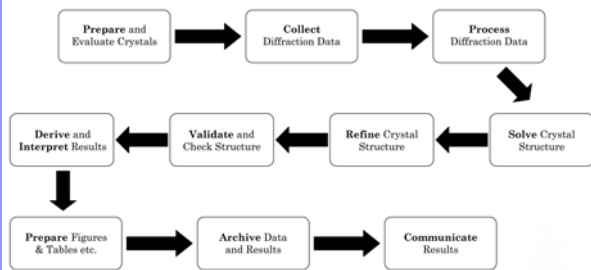 Prepare and
Evaluate Crystals
Collect
Diffraction Data
Process
Diffraction Data
Solve Crystal
Structure
Refine Crystal
Structure
Validate and
Check Structure
Derive and
Interpret Results
Prepare Figures
& Tables etc.
Archive Data
and Results
Communicate
Results